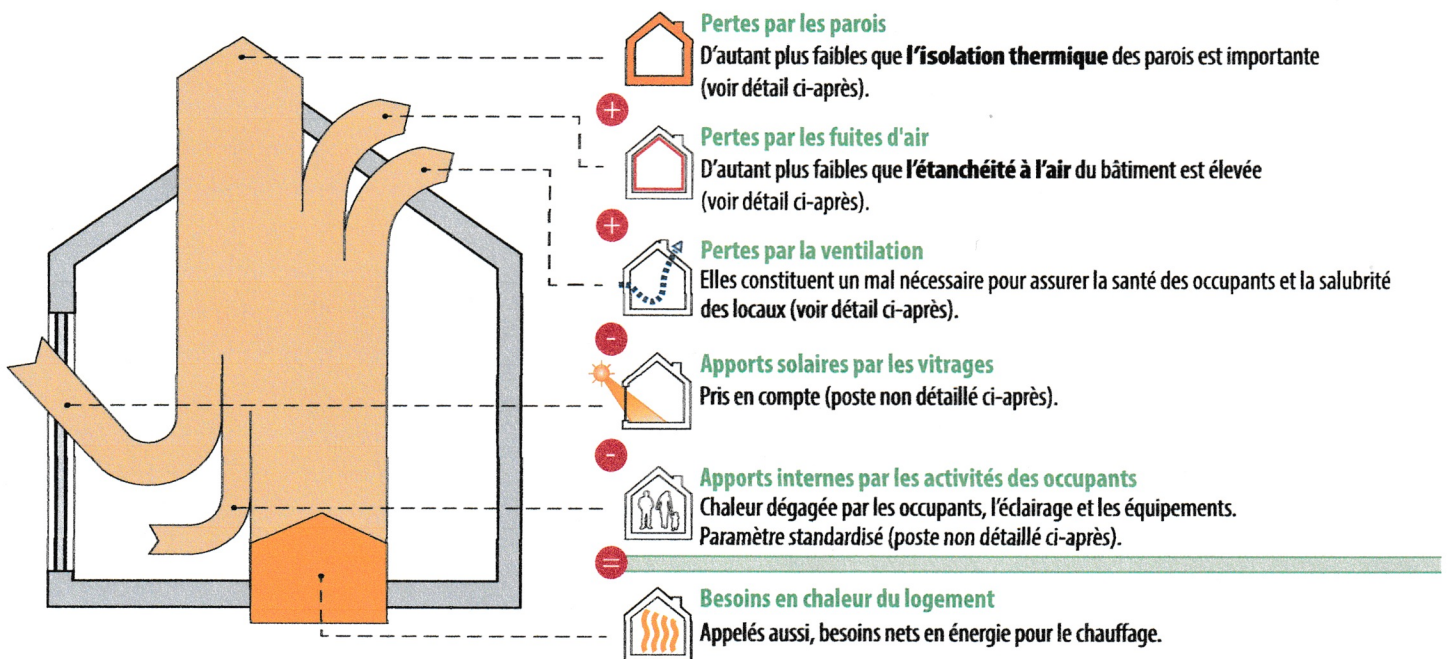 Pertes par les parois
D'autant plus faibles que l'isolation thermique des parois est importante
(voir détail ci-après).
+
Pertes par les fuites d'air
D'autant plus faibles que l'étanchéité à l'air du bâtiment est élevée
(voir détail ci-après).
+
Pertes par la ventilation
Elles constituent un mal nécessaire pour assurer la santé des occupants et la salubrité
des locaux (voir détail ci-après).
-
Apports solaires par les vitrages
Pris en compte (poste non détaillé ci-après).
-
Apports internes par les activités des occupants
Chaleur dégagée par les occupants, l'éclairage et les équipements.
Paramètre standardisé (poste non détaillé ci-après).
=
Besoins en chaleur du logement
Appelés aussi, besoins nets en énergie pour le chauffage.